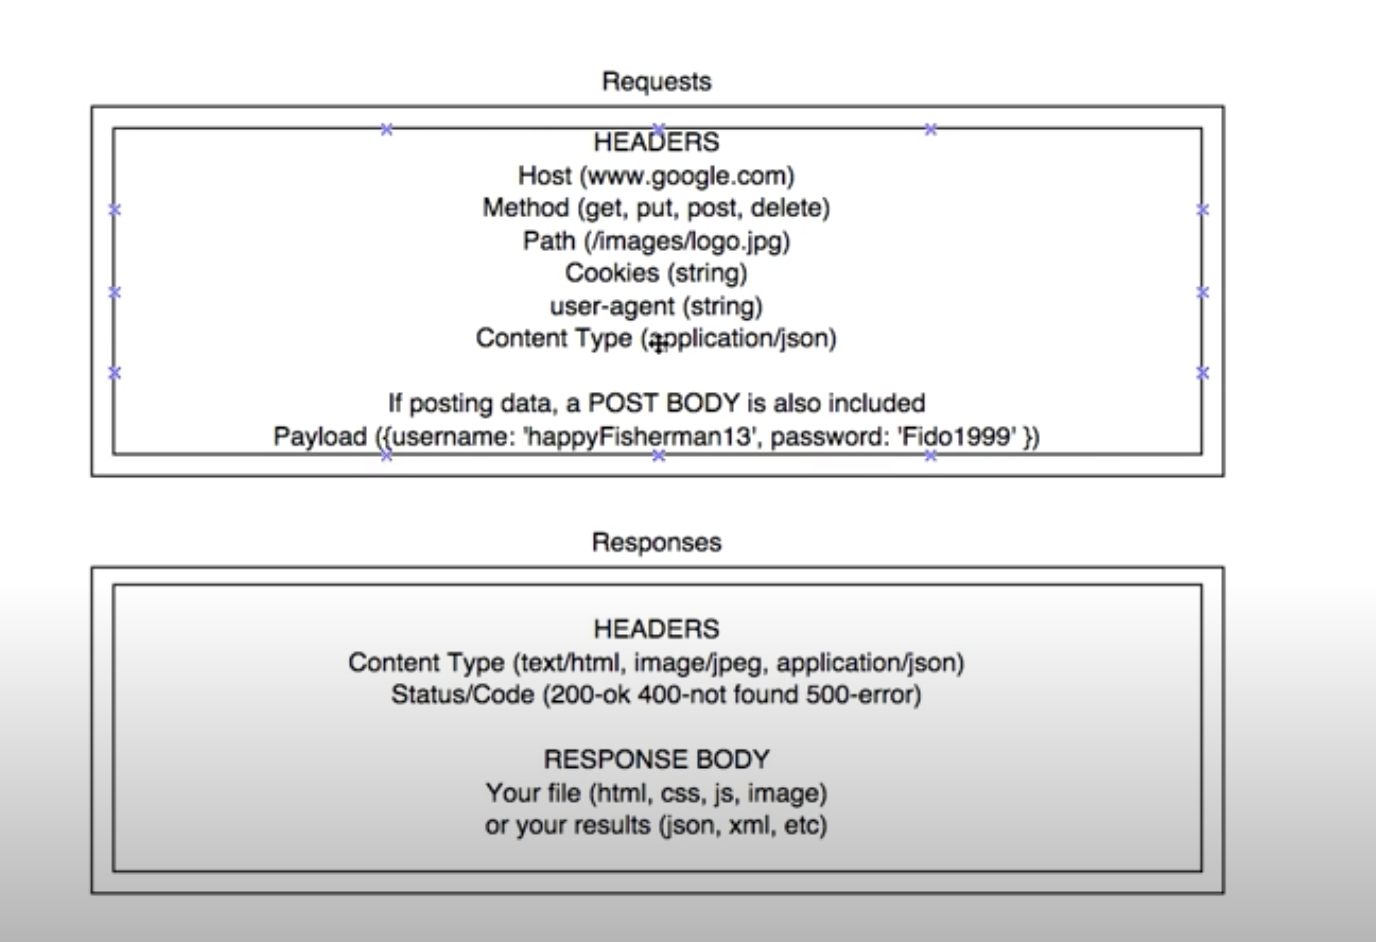 Requests
HEADERS
Host (www.google.com)
Method (get, put, post, delete)
Path (/images/logo.jpg)
Cookies (string)
user-agent (string)
Content Type (application/json)
If posting data, a POST BODY is also included
Payload ({username: 'happyFisherman13', password: 'Fido1999' })
Responses
HEADERS
Content Type (text/html, image/jpeg, application/json)
Status/Code (200-ok 400-not found 500-error)
RESPONSE BODY
Your file (html, css, js, image)
or your results (json, xml, etc)